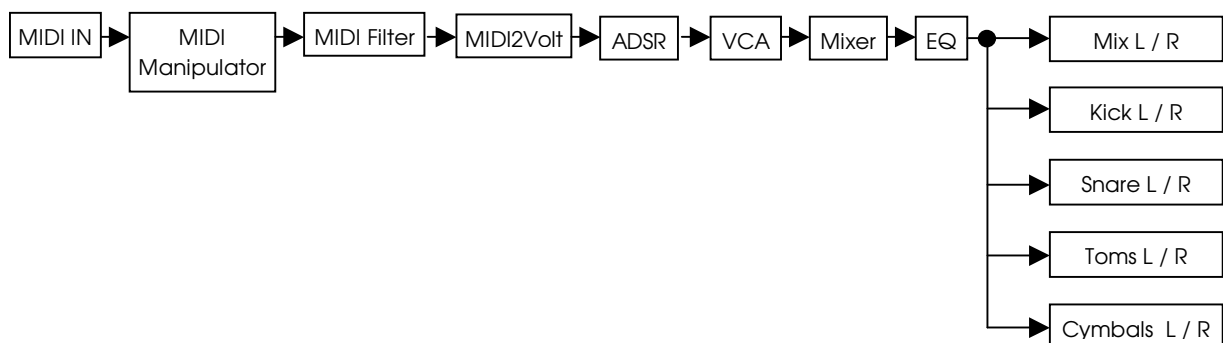 MIDI IN
MIDI
Manipulator
MIDI Filter
MIDI2Volt
ADSR
VCA
Mixer
EQ
Mix L / R
Kick L / R
Snare L / R
Toms L / R
Cymbals L / R